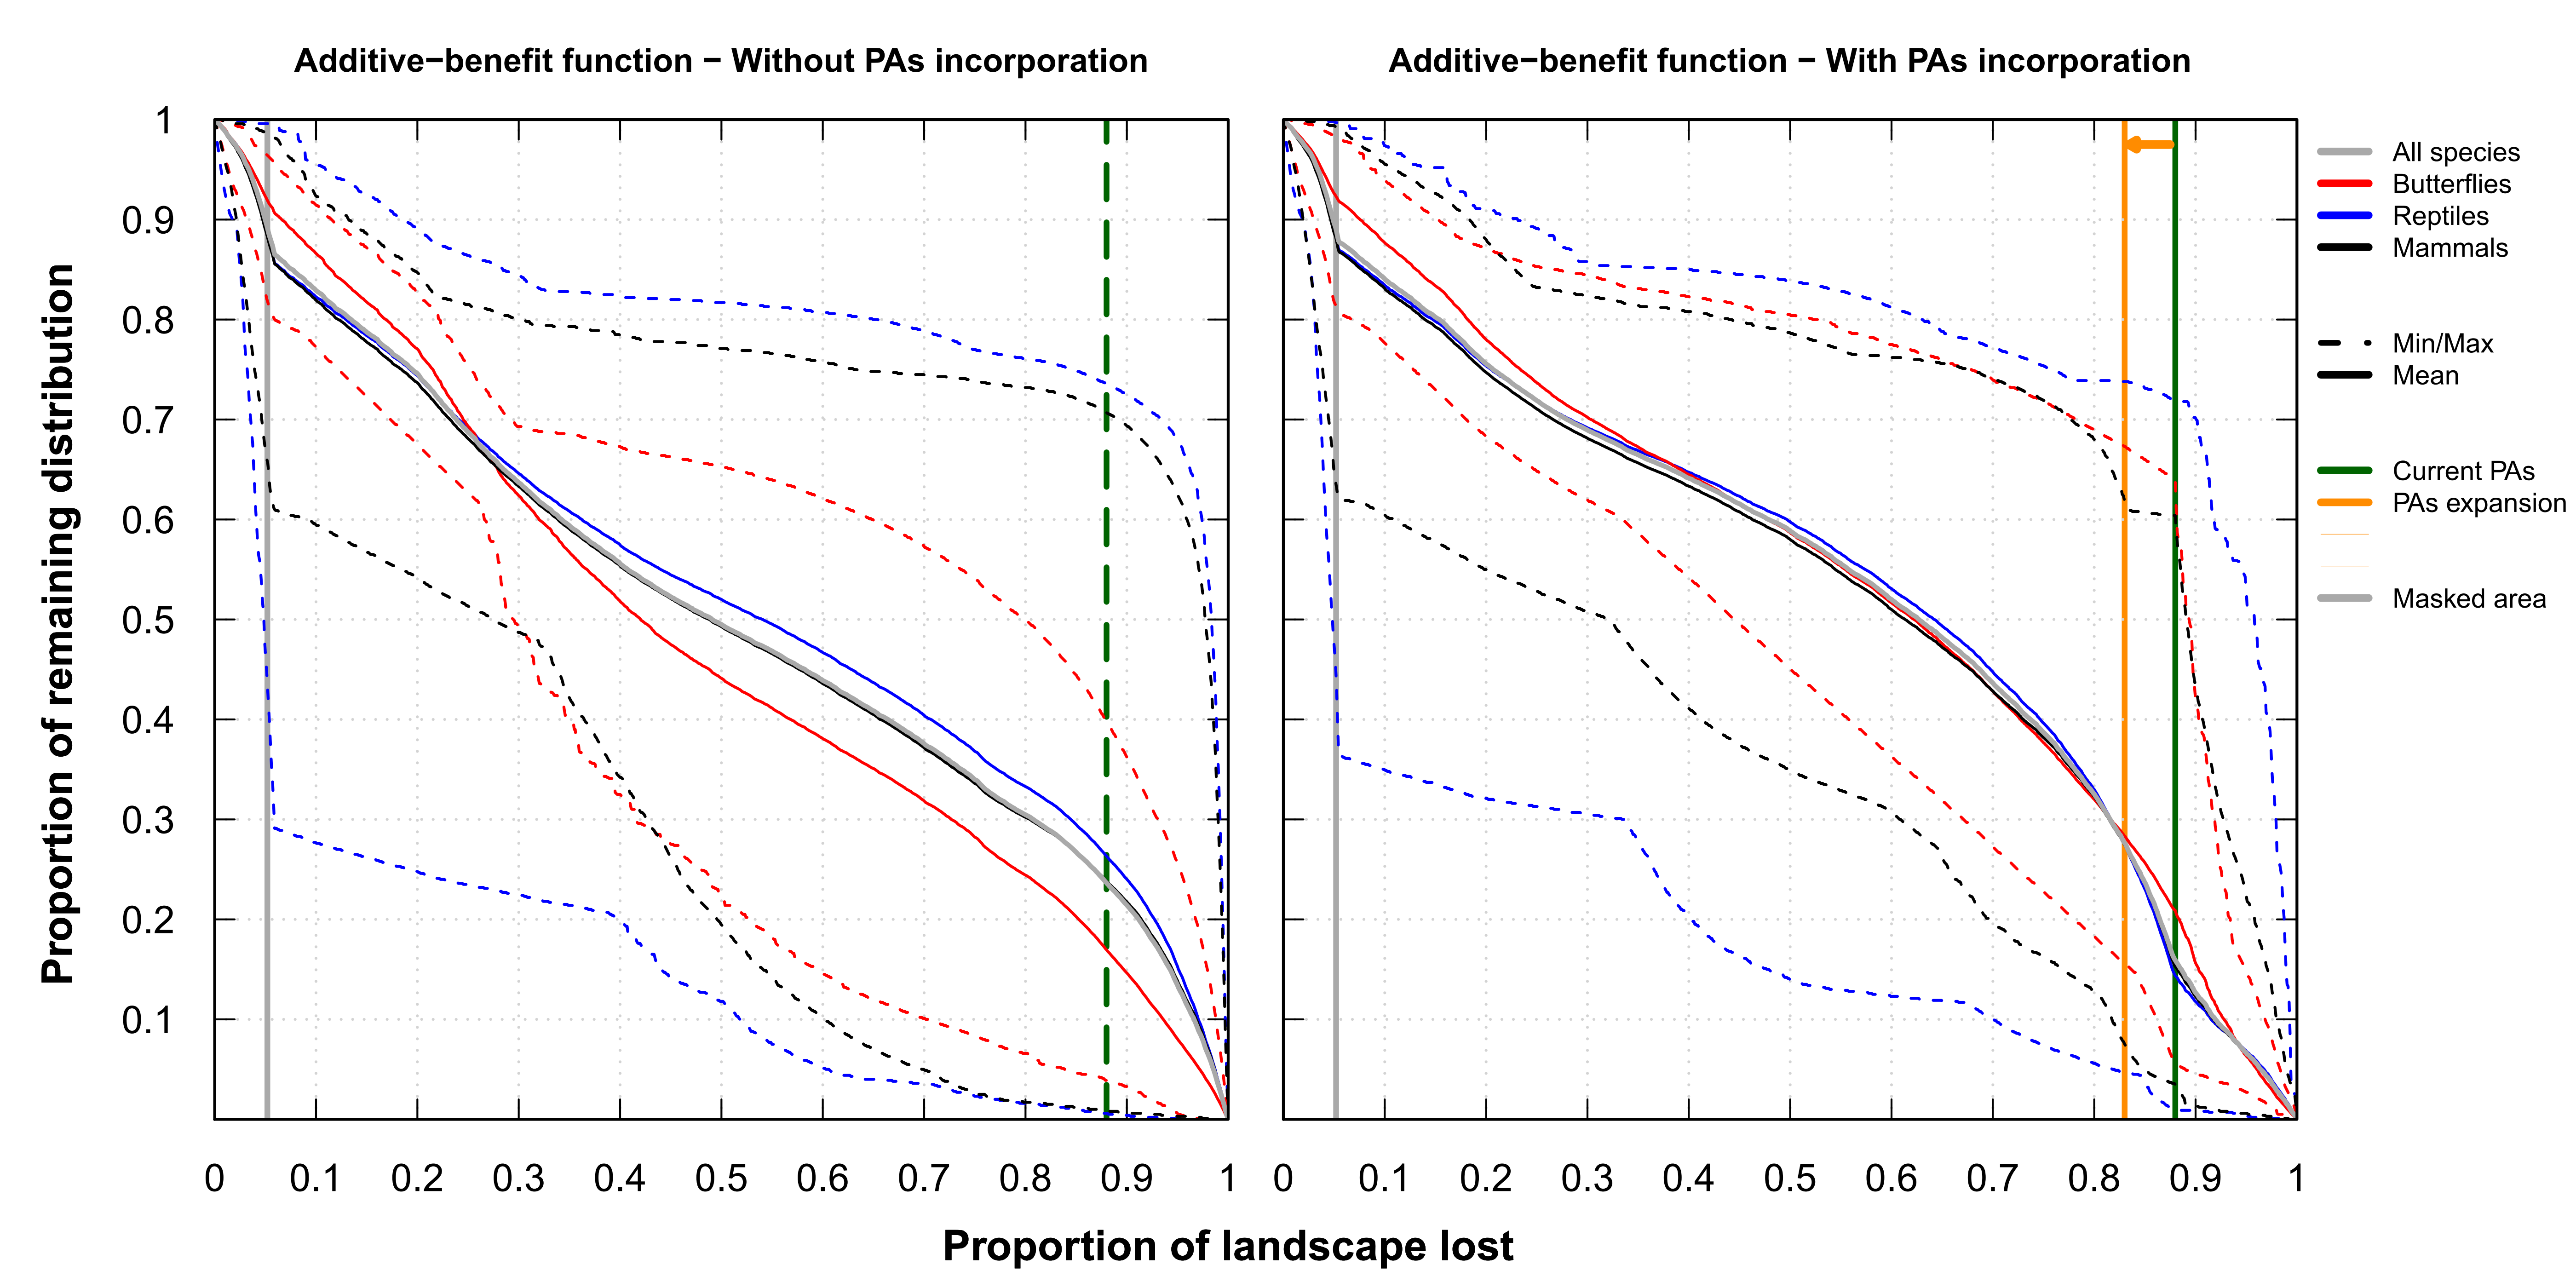 Additive−benefit function − Without PAs incorporation
Additive−benefit function − With PAs incorporation
Proportion of remaining distribution
1
0.9
0.8
0.7
0.6
0.5
0.4
0.3
0.2
0.1
0 0.1 0.2 0.3 0.4 0.5 0.6 0.7 0.8 0.9 1
0 0.1 0.2 0.3 0.4 0.5 0.6 0.7 0.8 0.9 1
Proportion of landscape lost
All species
Butterflies
Reptiles
Mammals
Min/Max
Mean
Current PAs
PAs expansion
Masked area